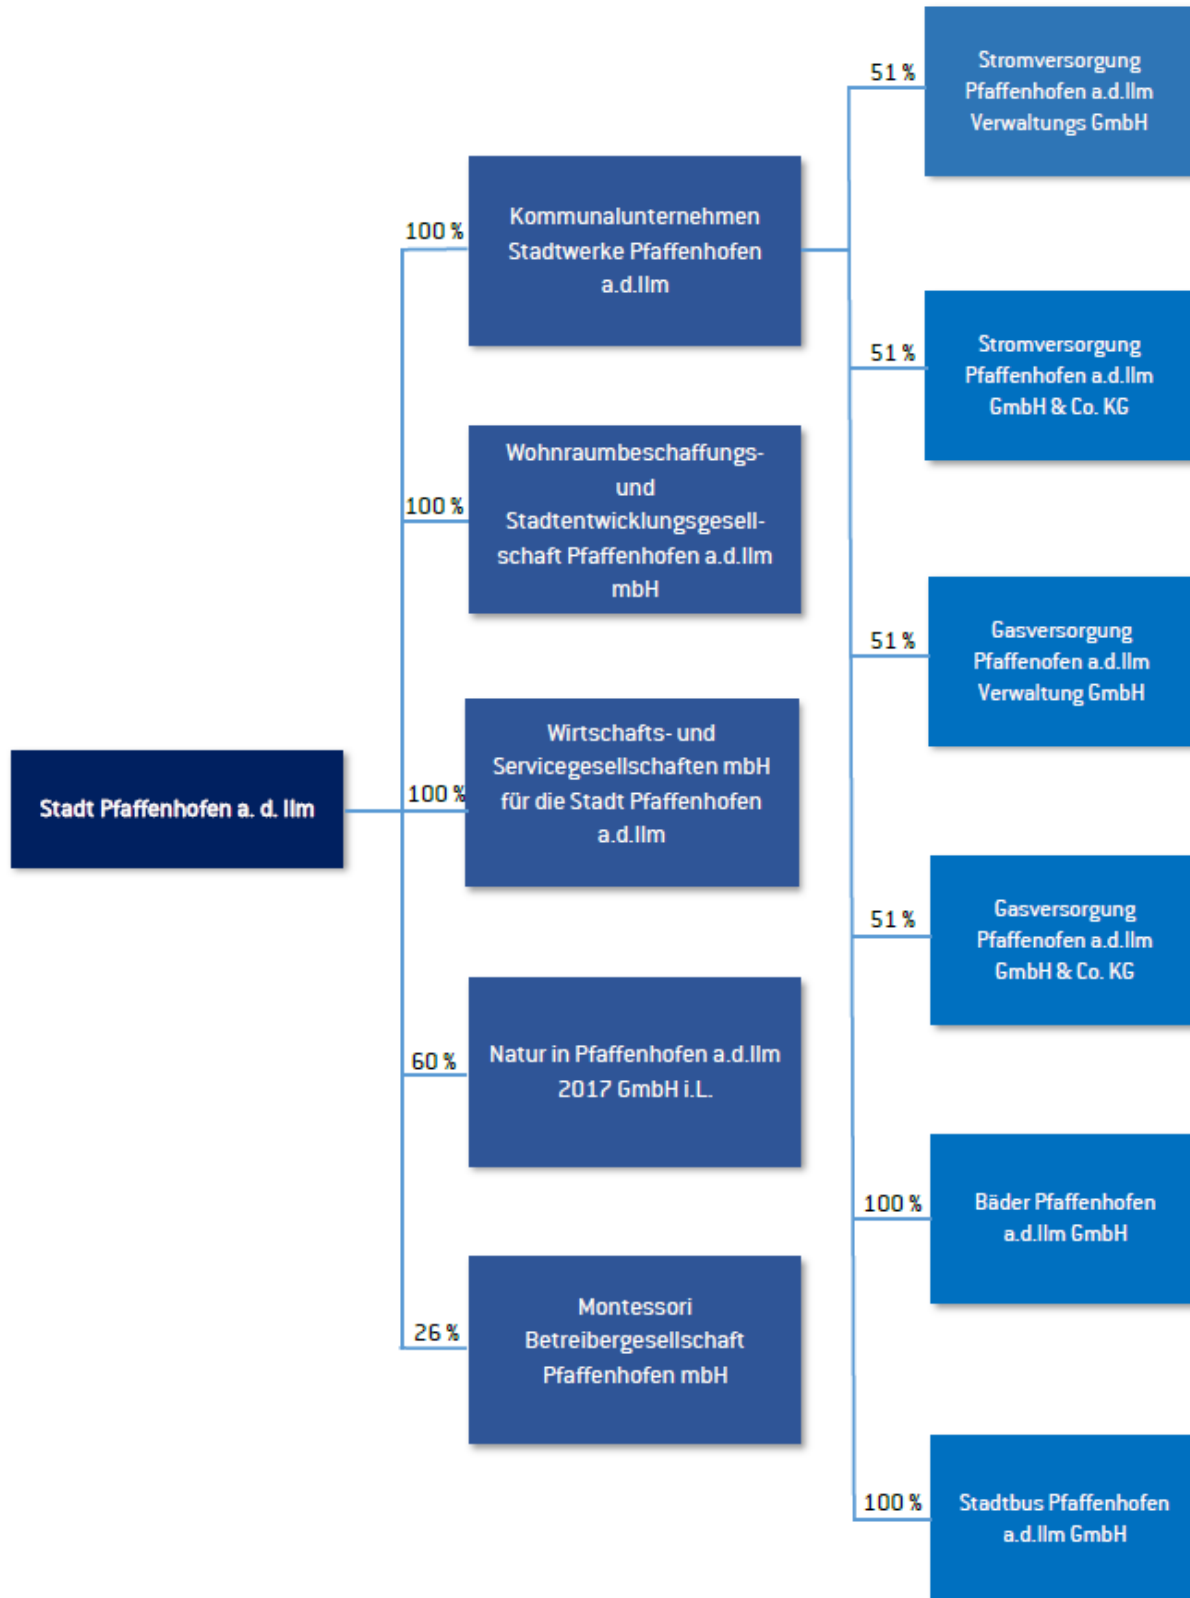 Stadt Pfaffenhofen a. d. Ilm
100 %
Kommunalunternehmen
Stadtwerke Pfaffenhofen
a.d.Ilm
100 %
Wohnraumbeschaffungs-
und
Stadtentwicklungsgesell-
schaft Pfaffenhofen a.d.Ilm
mbH
100 %
Wirtschafts- und
Servicegesellschaften mbH
für die Stadt Pfaffenhofen
a.d.Ilm
60 %
Natur in Pfaffenhofen a.d.Ilm
2017 GmbH i.L.
26 %
Montessori
Betreibergesellschaft
Pfaffenhofen mbH
51 %
Stromversorgung
Pfaffenhofen a.d.Ilm
Verwaltungs GmbH
51 %
Stromversorgung
Pfaffenhofen a.d.Ilm
GmbH & Co. KG
51 %
Gasversorgung
Pfaffenofen a.d.Ilm
Verwaltung GmbH
51 %
Gasversorgung
Pfaffenofen a.d.Ilm
GmbH & Co. KG
100 %
Bäder Pfaffenhofen
a.d.Ilm GmbH
100 %
Stadtbus Pfaffenhofen
a.d.Ilm GmbH